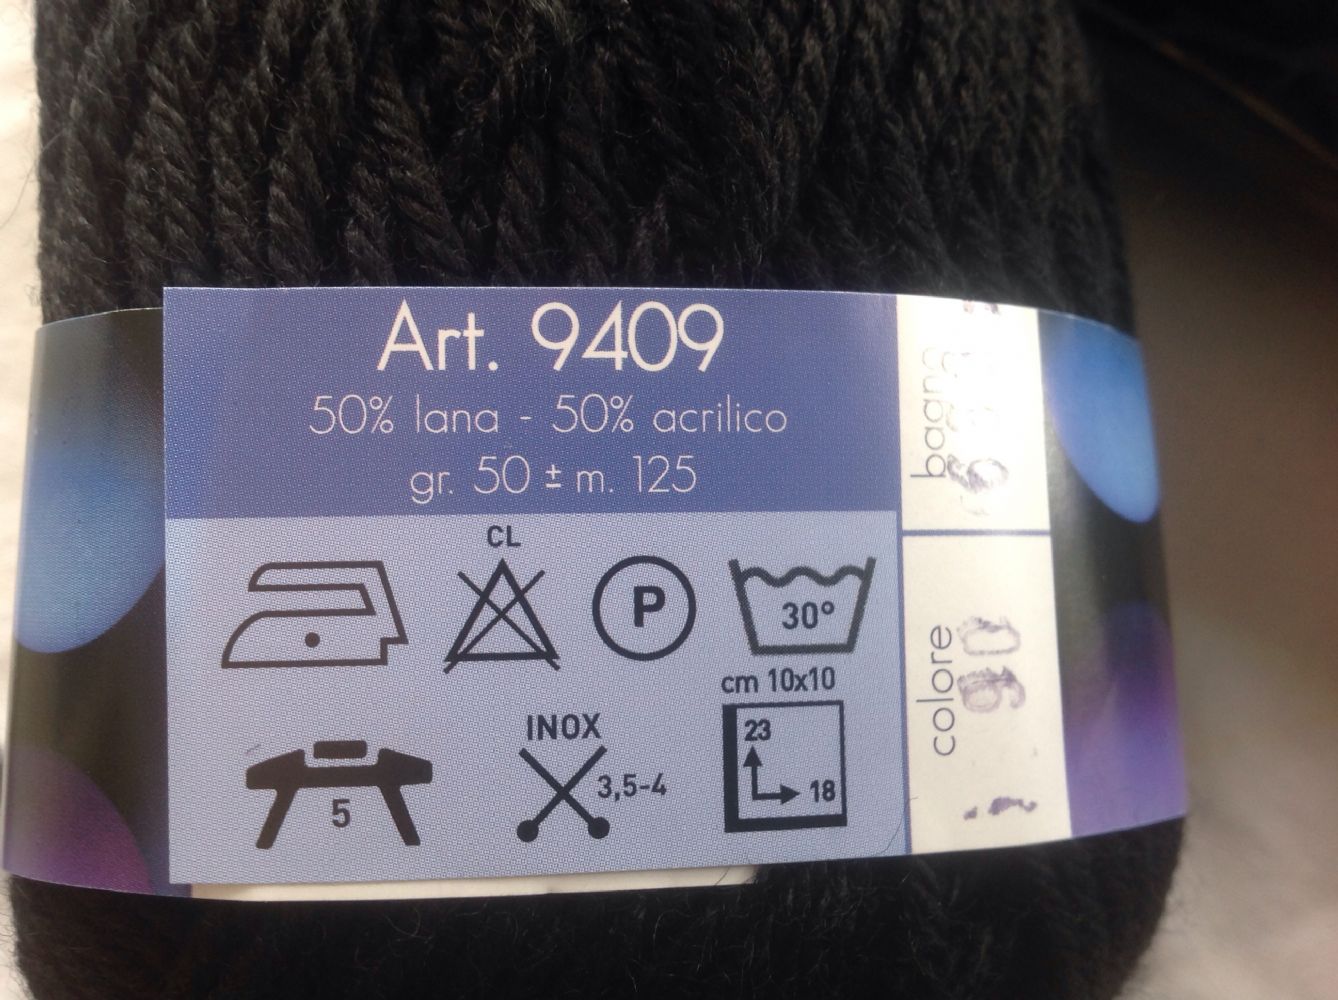 Art. 9409
50% lana - 50% acrilico
gr. 50 ± m. 125
CL
P
30°
cm 10x10
5
INOX
3,5-4
23
18
bagno
colore